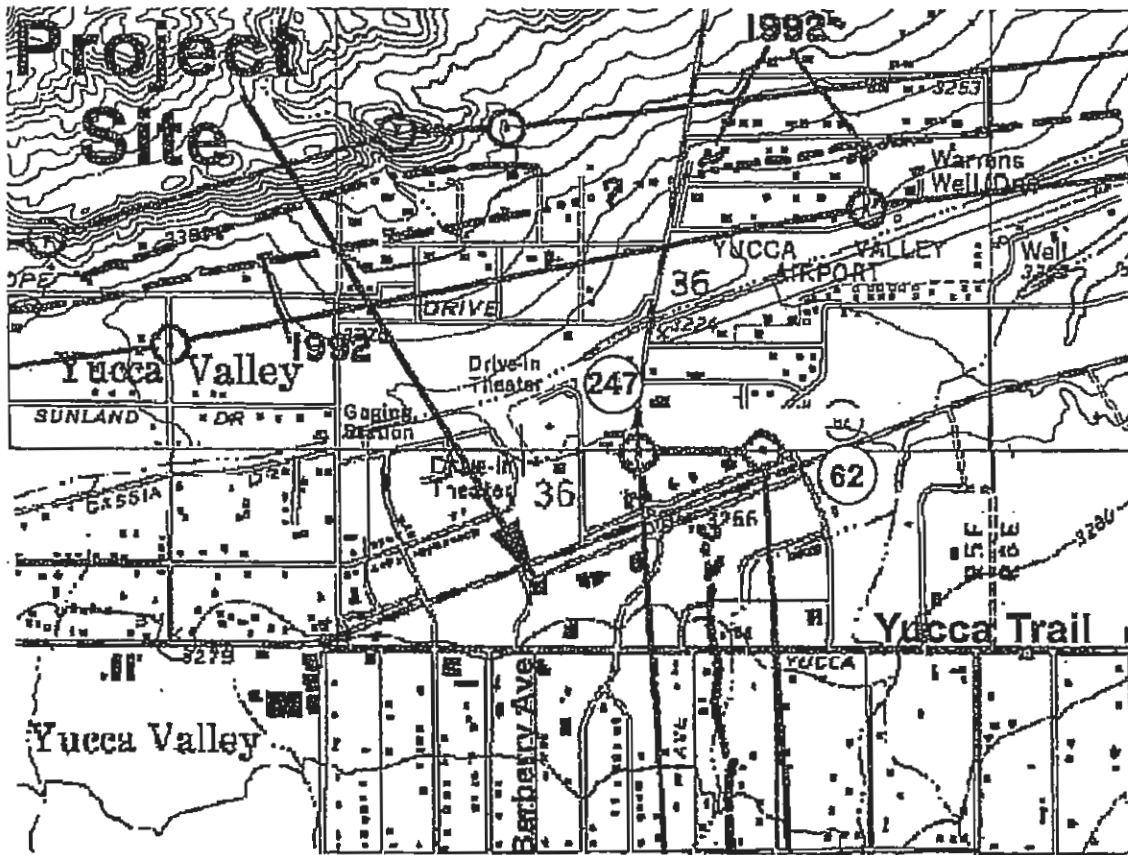 Project
Site
1992
3253
Warrens
Well
YUCCA VALLEY
AIRPORT
36
Well
DRIVE
3224
1992
Yucca Valley
Drive-In
Theater
247
SUNLAND DR
Gaging
Station
Drive-In
Theater
36
62
CASSIA
3266
3280
Yucca Trail
3279
YUCCA
Yucca Valley
Barberry Ave
AVE